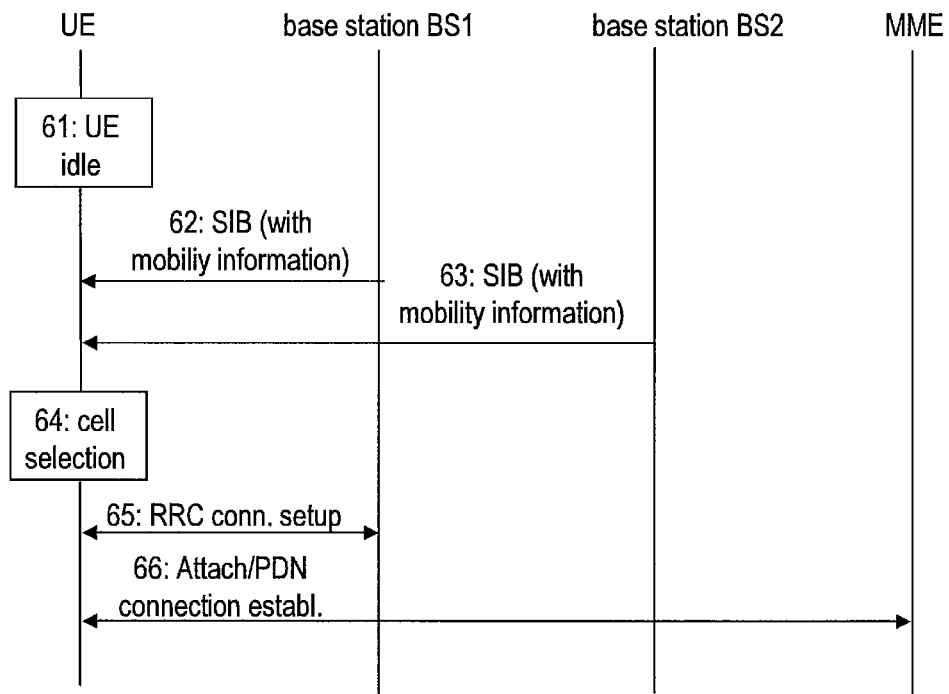 UE
base station BS1
base station BS2
MME
61: UE
idle
62: SIB (with
mobiliy information)
63: SIB (with
mobility information)
64: cell
selection
65: RRC conn. setup
66: Attach/PDN
connection establ.